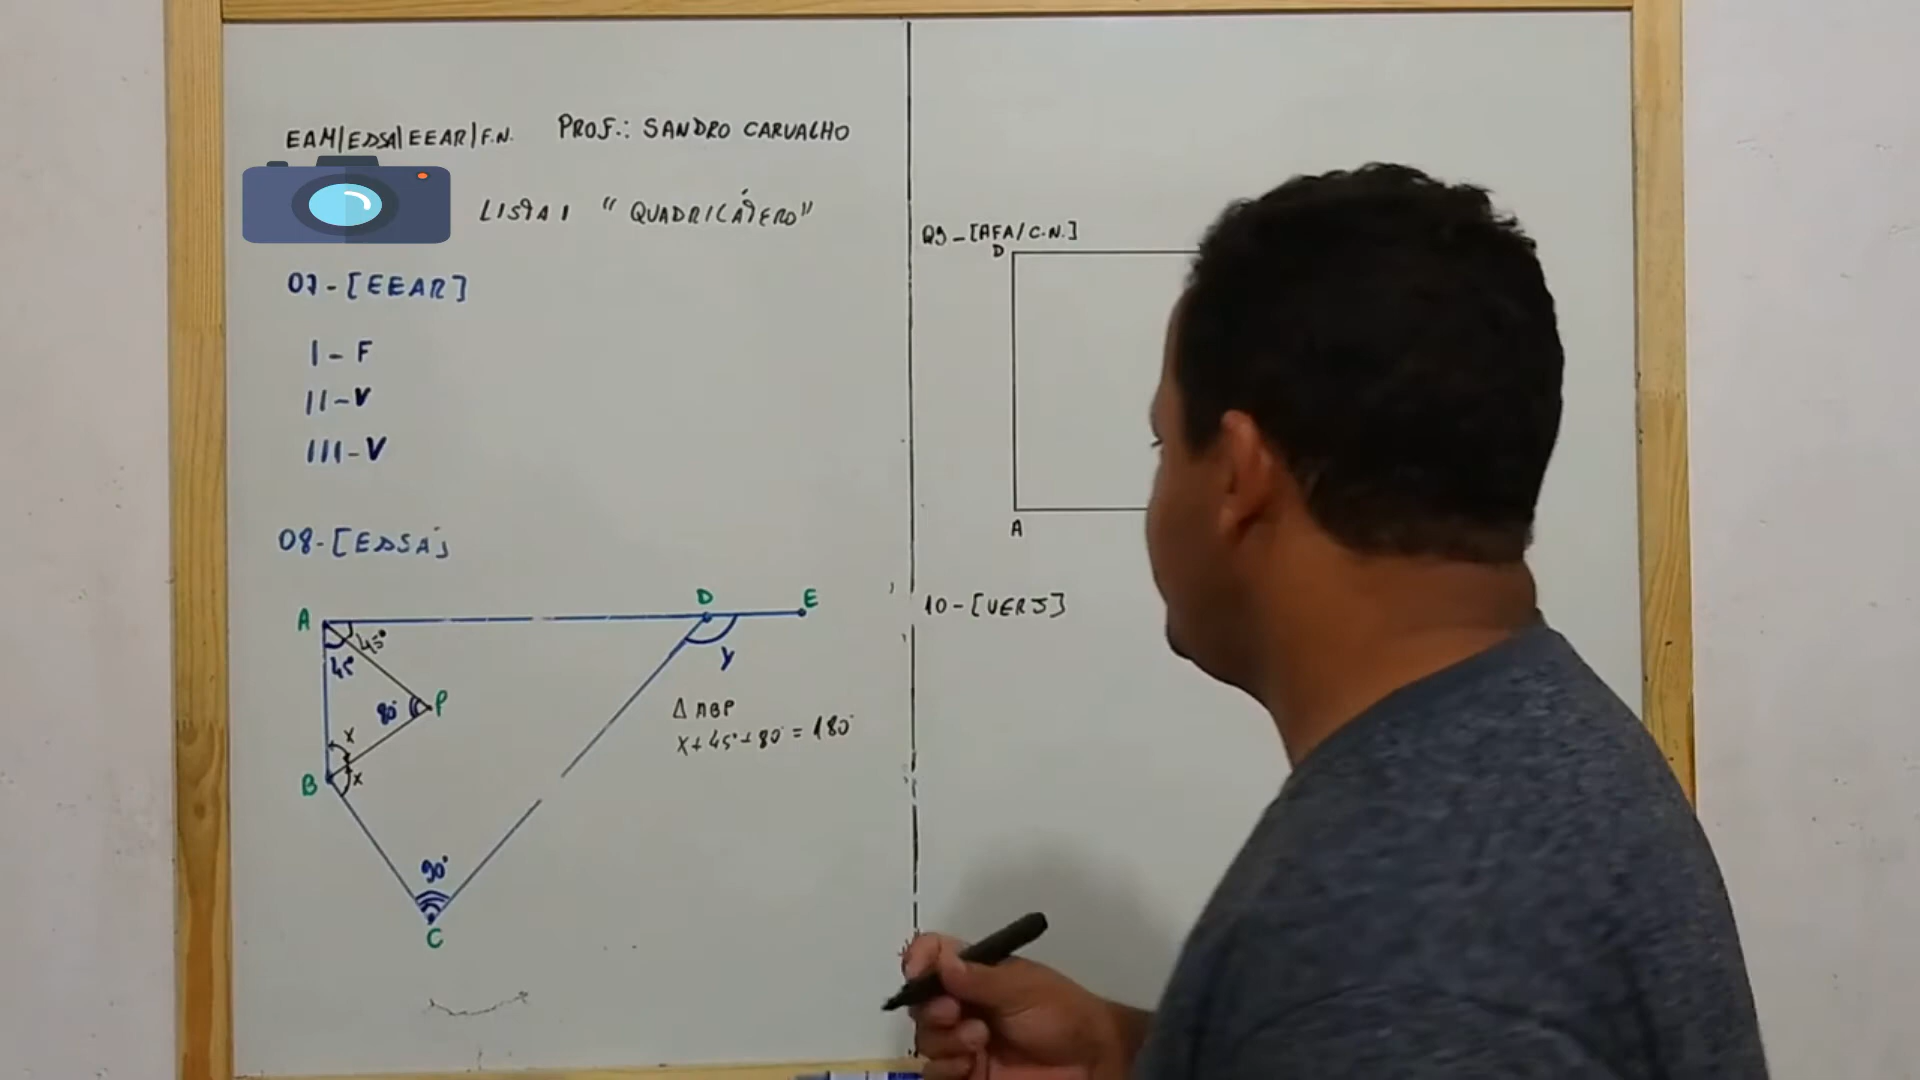 EAM/EDSA/EEAR/F.N. PROF.: SANDRO CARVALHO
LISTA 1 "QUADRILÁTERO"
07-[EEAR]
I-F
II-V
III-V
08-[EDSA]
A
D
E
45°
45°
y
P
80°
x
x
B
Δ ABP
x+45°+80°=180°
90°
C
09-[AFA/C.N.]
D
A
10-[UERJ]